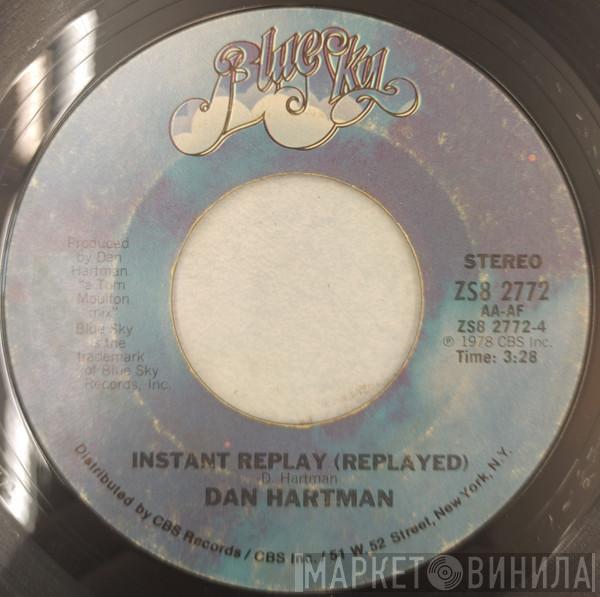 Blue Sky
Produced
by Dan
Hartman
"a Tom
Moulton
mix"
Blue Sky
is the
trademark
of Blue Sky
Records, Inc.
STEREO
ZS8 2772
AA-AF
ZS8 2772-4
℗ 1978 CBS Inc.
Time: 3:28
INSTANT REPLAY (REPLAYED)
D. Hartman
DAN HARTMAN
Distributed by CBS Records / CBS Inc. / 51 W. 52 Street, New York, N.Y.
МАРКЕТ ВИНИЛА